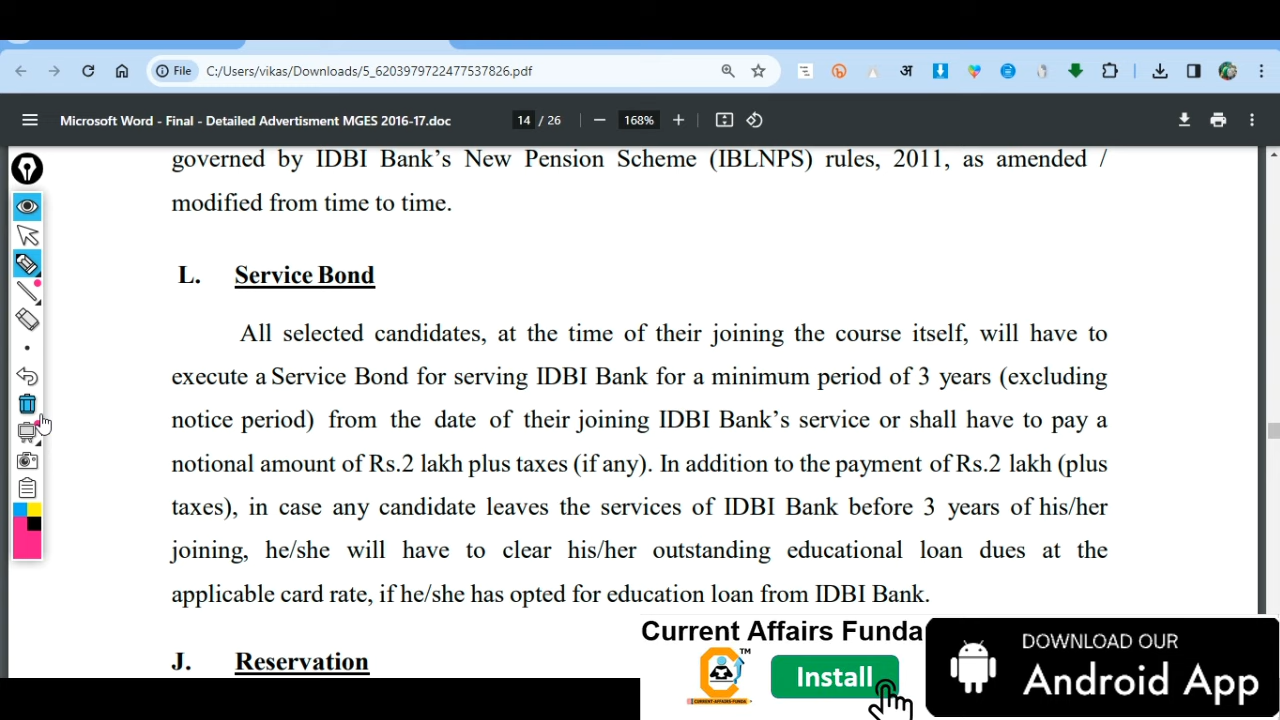 File C:/Users/vikas/Downloads/5_6203979722477537826.pdf
अ
Microsoft Word - Final - Detailed Advertisment MGES 2016-17.doc 14 / 26 168%
governed by IDBI Bank's New Pension Scheme (IBLNPS) rules, 2011, as amended /
modified from time to time.
L. Service Bond
All selected candidates, at the time of their joining the course itself, will have to
execute a Service Bond for serving IDBI Bank for a minimum period of 3 years (excluding
notice period) from the date of their joining IDBI Bank's service or shall have to pay a
notional amount of Rs.2 lakh plus taxes (if any). In addition to the payment of Rs.2 lakh (plus
taxes), in case any candidate leaves the services of IDBI Bank before 3 years of his/her
joining, he/she will have to clear his/her outstanding educational loan dues at the
applicable card rate, if he/she has opted for education loan from IDBI Bank.
J. Reservation
Current Affairs Funda
TM
CURRENT-AFFAIRS-FUNDA
Install
DOWNLOAD OUR
Android App